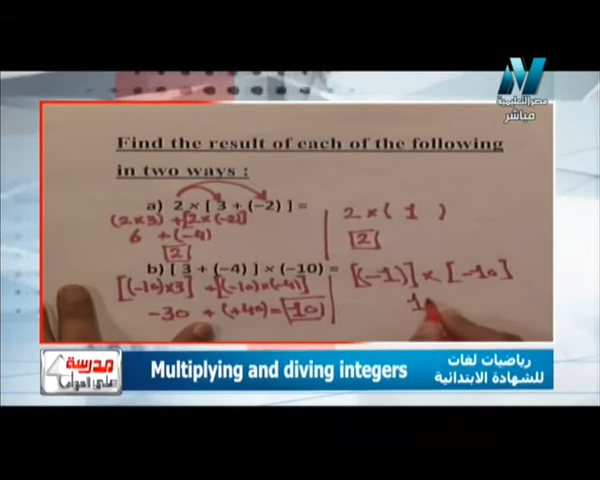 مصر التعليمية
مباشر
Find the result of each of the following
in two ways :
a) 2 × [ 3 + (−2) ] =
(2×3) + [2×(−2)]
6 + (−4)
2
2 × ( 1 )
2
b) [ 3 + (−4) ] × (−10) =
[(−10)×3] + [(−10)×(−4)]
−30 + (+40) = −10
[(−1)] × [−10]
1
مدرسة
على الهواء
Multiplying and diving integers
رياضيات لغات
للشهادة الابتدائية